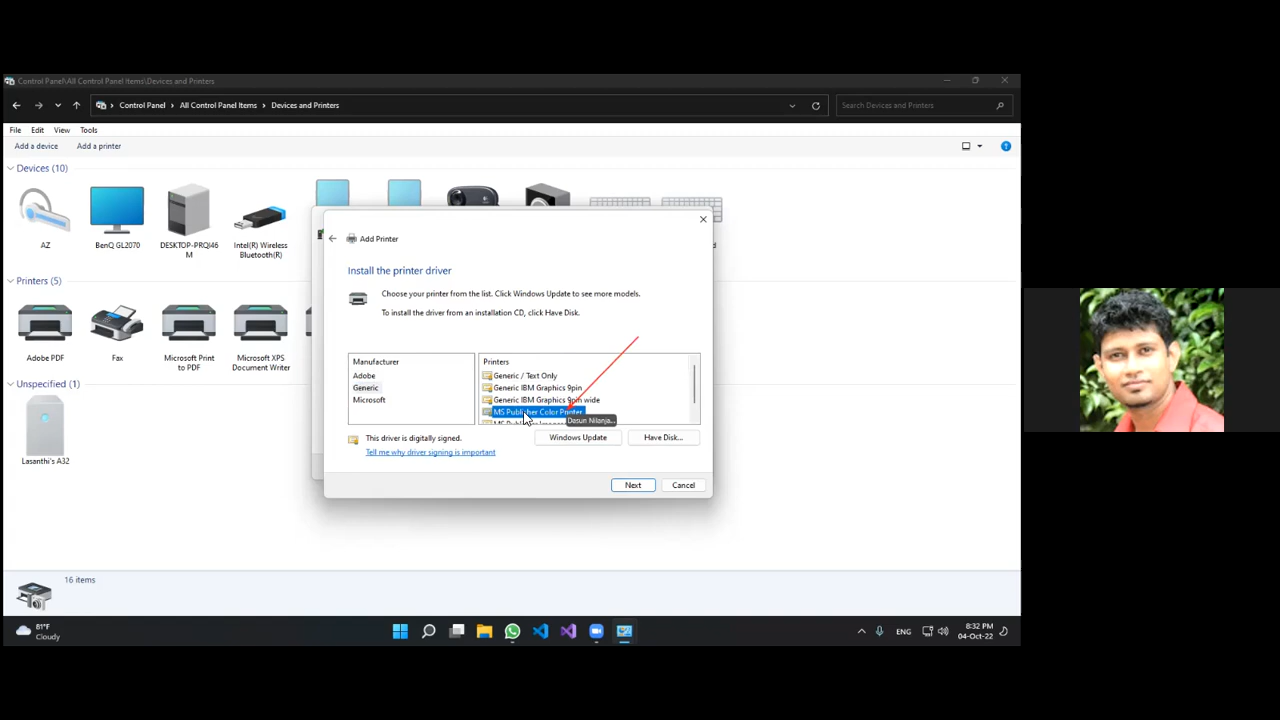 Control Panel\All Control Panel Items\Devices and Printers
Control Panel > All Control Panel Items > Devices and Printers
Search Devices and Printers
File Edit View Tools
Add a device Add a printer
Devices (10)
AZ
BenQ GL2070
DESKTOP-PRQJ46M
Intel(R) Wireless Bluetooth(R)
Printers (5)
Adobe PDF
Fax
Microsoft Print to PDF
Microsoft XPS Document Writer
Unspecified (1)
Lasanthi's A32
Add Printer
Install the printer driver
Choose your printer from the list. Click Windows Update to see more models.
To install the driver from an installation CD, click Have Disk.
Manufacturer
Adobe
Generic
Microsoft
Printers
Generic / Text Only
Generic IBM Graphics 9pin
Generic IBM Graphics 9pin wide
MS Publisher Color Printer
Dasun Nilanja...
This driver is digitally signed.
Tell me why driver signing is important
Windows Update
Have Disk...
Next
Cancel
16 items
81°F
Cloudy
ENG
8:32 PM
04-Oct-22